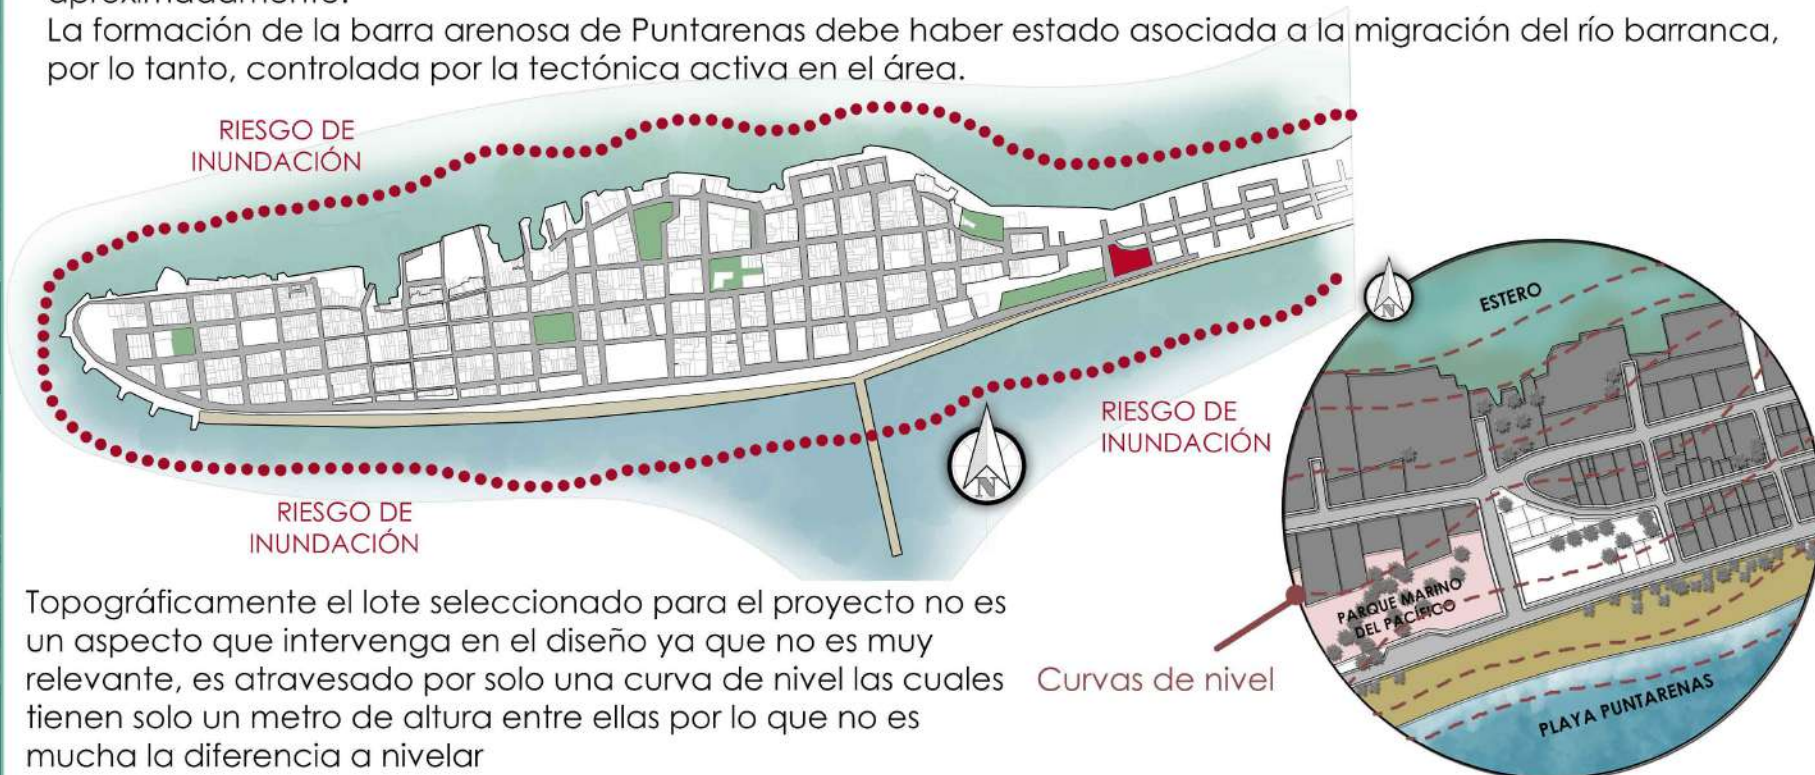 aproximadamente.
La formación de la barra arenosa de Puntarenas debe haber estado asociada a la migración del río barranca,
por lo tanto, controlada por la tectónica activa en el área.
RIESGO DE
INUNDACIÓN
N
ESTERO
RIESGO DE
INUNDACIÓN
N
RIESGO DE
INUNDACIÓN
PARQUE MARINO
DEL PACÍFICO
Topográficamente el lote seleccionado para el proyecto no es
un aspecto que intervenga en el diseño ya que no es muy
relevante, es atravesado por solo una curva de nivel las cuales
tienen solo un metro de altura entre ellas por lo que no es
mucha la diferencia a nivelar
Curvas de nivel
PLAYA PUNTARENAS